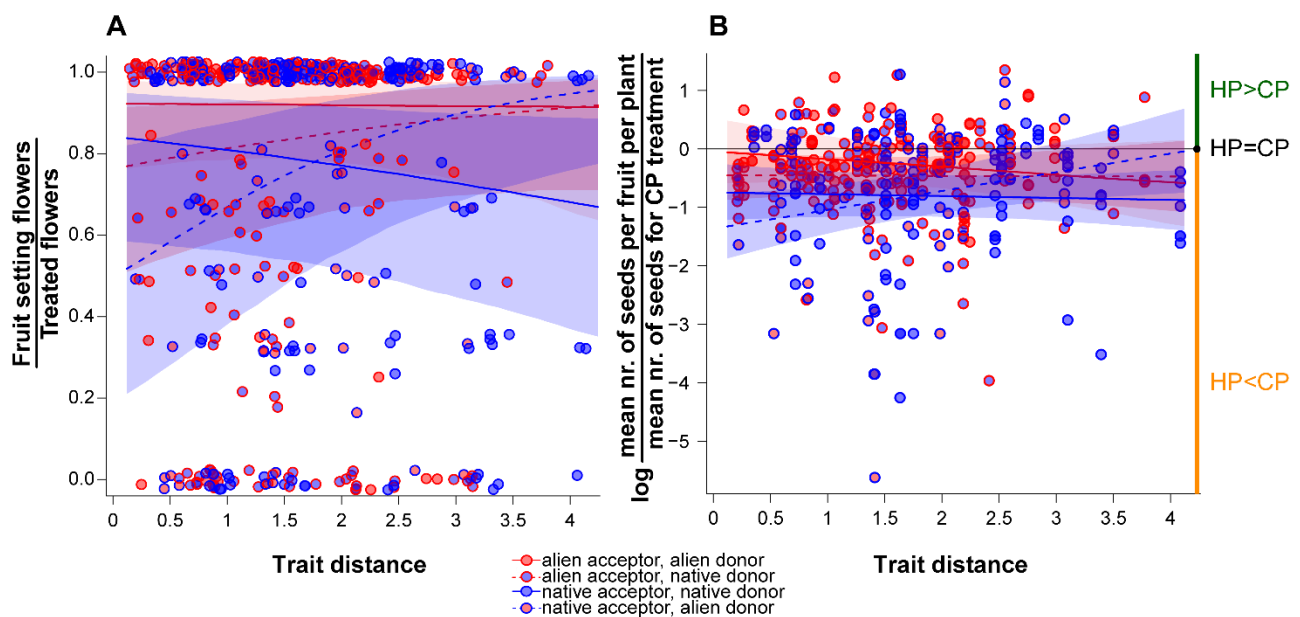 A
Fruit setting flowers
Treated flowers
1.0
0.8
0.6
0.4
0.2
0.0
0 0.5 1 1.5 2 2.5 3 3.5 4
Trait distance
B
log mean nr. of seeds per fruit per plant
mean nr. of seeds for CP treatment
1
0
−1
−2
−3
−4
−5
0 0.5 1 1.5 2 2.5 3 3.5 4
Trait distance
HP>CP
HP=CP
HP<CP
alien acceptor, alien donor
alien acceptor, native donor
native acceptor, native donor
native acceptor, alien donor